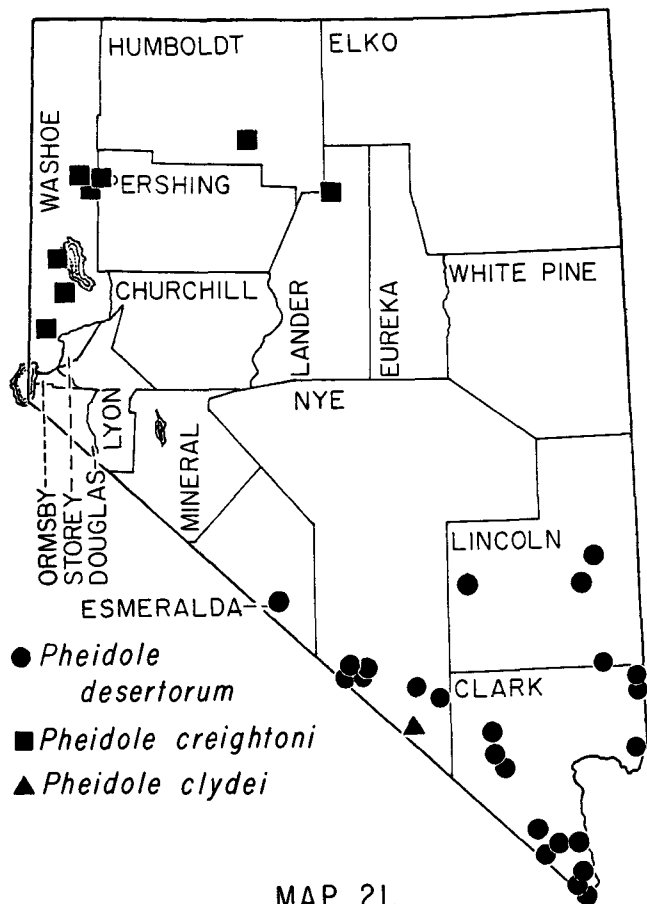 HUMBOLDT
ELKO
WASHOE
PERSHING
WHITE PINE
CHURCHILL
LANDER
EUREKA
NYE
LYON
MINERAL
ORMSBY
STOREY
DOUGLAS
LINCOLN
ESMERALDA
CLARK
Pheidole
desertorum
Pheidole creightoni
Pheidole clydei
MAP 21